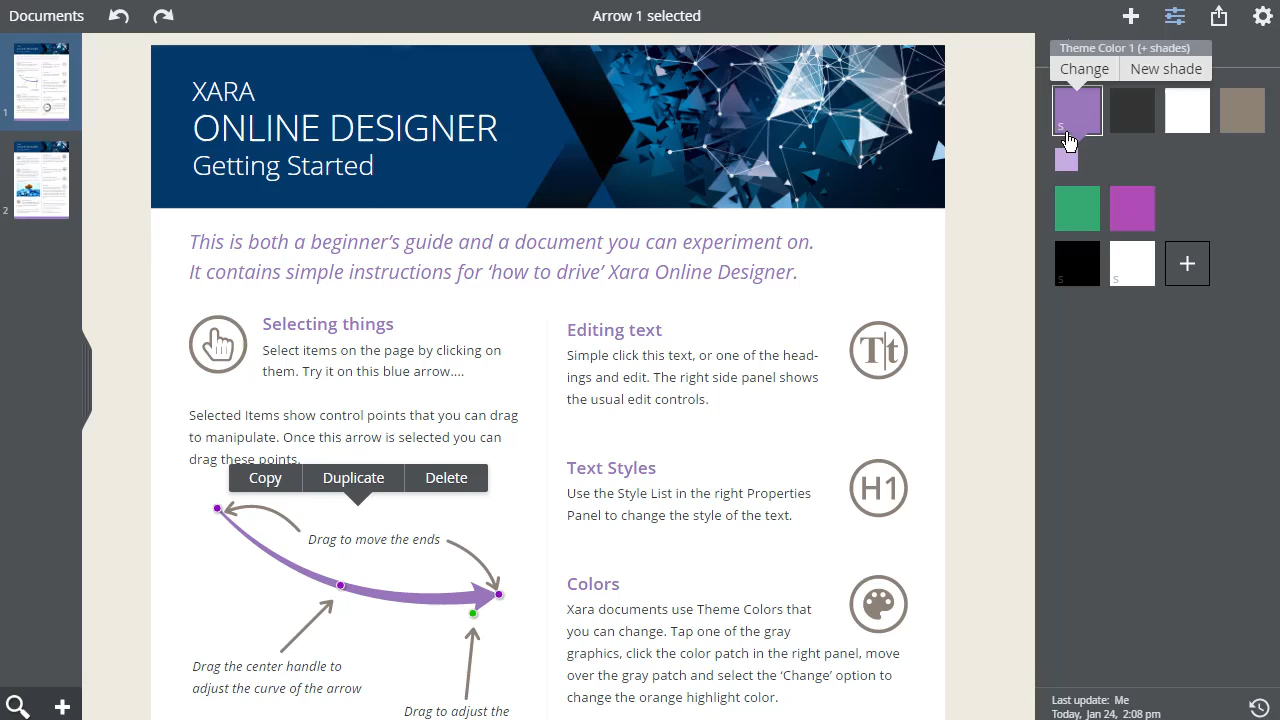 Documents
Arrow 1 selected
Theme Color 1 (+ shades)
Change
New shade
S
S
S
1
2
XARA
ONLINE DESIGNER
Getting Started
This is both a beginner’s guide and a document you can experiment on.
It contains simple instructions for ‘how to drive’ Xara Online Designer.
Selecting things
Select items on the page by clicking on
them. Try it on this blue arrow....
Selected Items show control points that you can drag
to manipulate. Once this arrow is selected you can
drag these points.
Copy
Duplicate
Delete
Drag to move the ends
Drag the center handle to
adjust the curve of the arrow
Drag to adjust the
Editing text
Simple click this text, or one of the head-
ings and edit. The right side panel shows
the usual edit controls.
Tt
Text Styles
Use the Style List in the right Properties
Panel to change the style of the text.
H1
Colors
Xara documents use Theme Colors that
you can change. Tap one of the gray
graphics, click the color patch in the right panel, move
over the gray patch and select the ‘Change’ option to
change the orange highlight color.
Last update: Me
Today, Jan 24, 2:08 pm